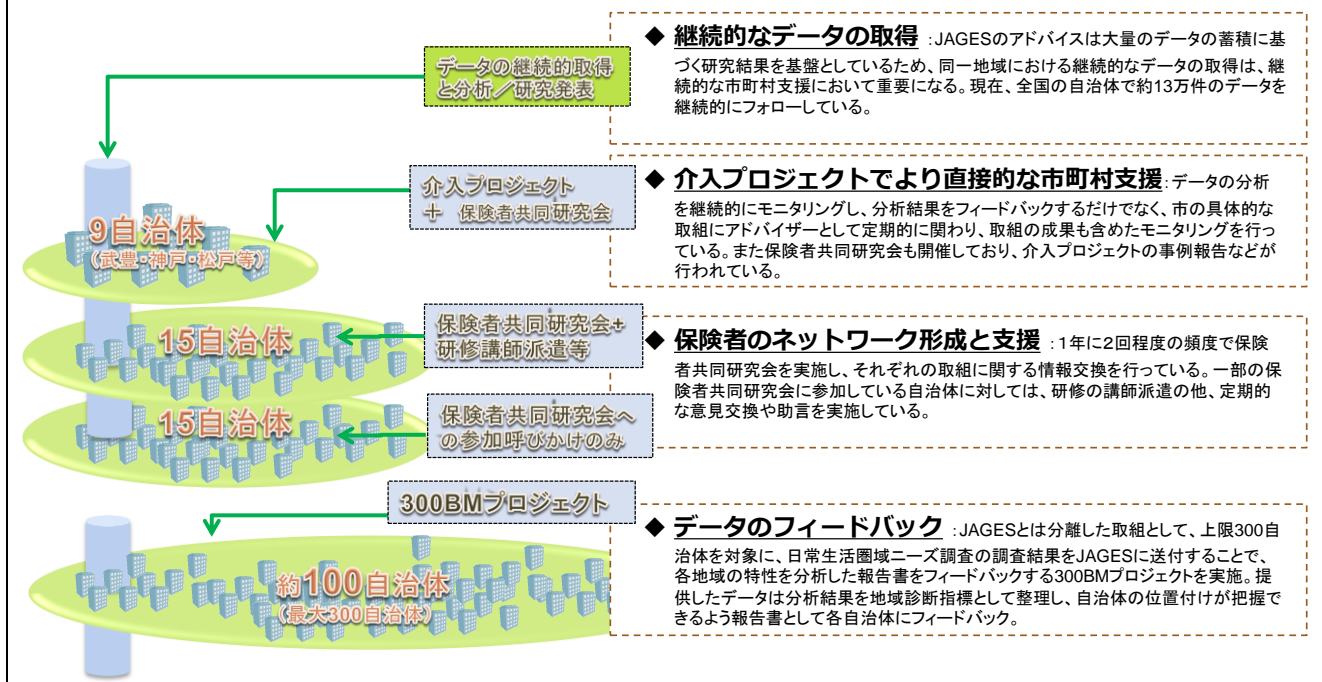 データの継続的取得
と分析／研究発表
◆ 継続的なデータの取得 ：JAGESのアドバイスは大量のデータの蓄積に基
づく研究結果を基盤としているため、同一地域における継続的なデータの取得は、継
続的な市町村支援において重要になる。現在、全国の自治体で約13万件のデータを
継続的にフォローしている。
9自治体
（武豊・神戸・松戸等）
介入プロジェクト
＋ 保険者共同研究会
◆ 介入プロジェクトでより直接的な市町村支援：データの分析
を継続的にモニタリングし、分析結果をフィードバックするだけでなく、市の具体的な
取組にアドバイザーとして定期的に関わり、取組の成果も含めたモニタリングを行っ
ている。また保険者共同研究会も開催しており、介入プロジェクトの事例報告などが
行われている。
15自治体
保険者共同研究会＋
研修講師派遣等
15自治体
保険者共同研究会へ
の参加呼びかけのみ
◆ 保険者のネットワーク形成と支援 ：1年に２回程度の頻度で保険
者共同研究会を実施し、それぞれの取組に関する情報交換を行っている。一部の保
険者共同研究会に参加している自治体に対しては、研修の講師派遣の他、定期的
な意見交換や助言を実施している。
300BMプロジェクト
約100自治体
（最大300自治体）
◆ データのフィードバック ：JAGESとは分離した取組として、上限300自
治体を対象に、日常生活圏域ニーズ調査の調査結果をJAGESに送付することで、
各地域の特性を分析した報告書をフィードバックする300BMプロジェクトを実施。提
供したデータは分析結果を地域診断指標として整理し、自治体の位置付けが把握で
きるよう報告書として各自治体にフィードバック。